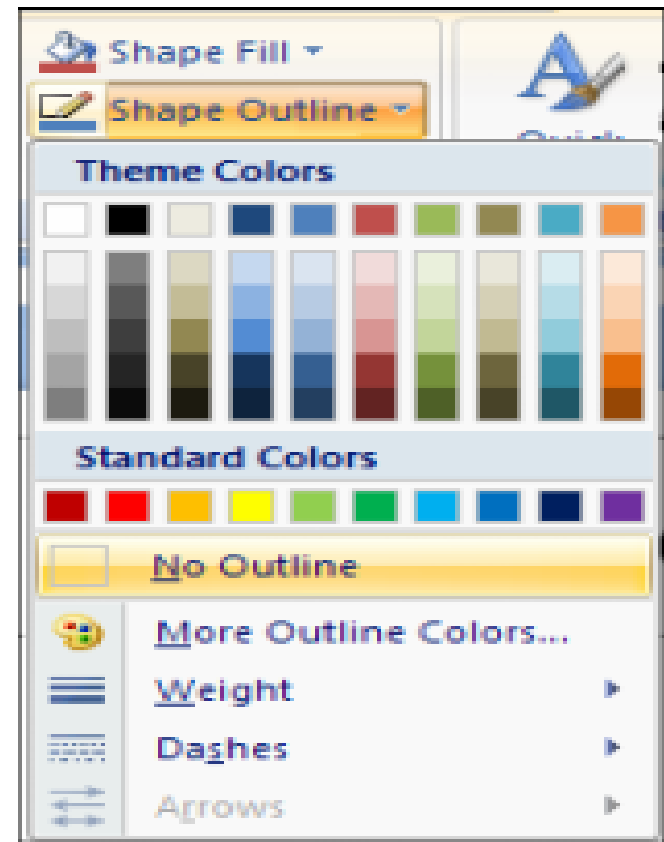 Shape Fill
Shape Outline
Theme Colors
Standard Colors
No Outline
More Outline Colors...
Weight
Dashes
Arrows